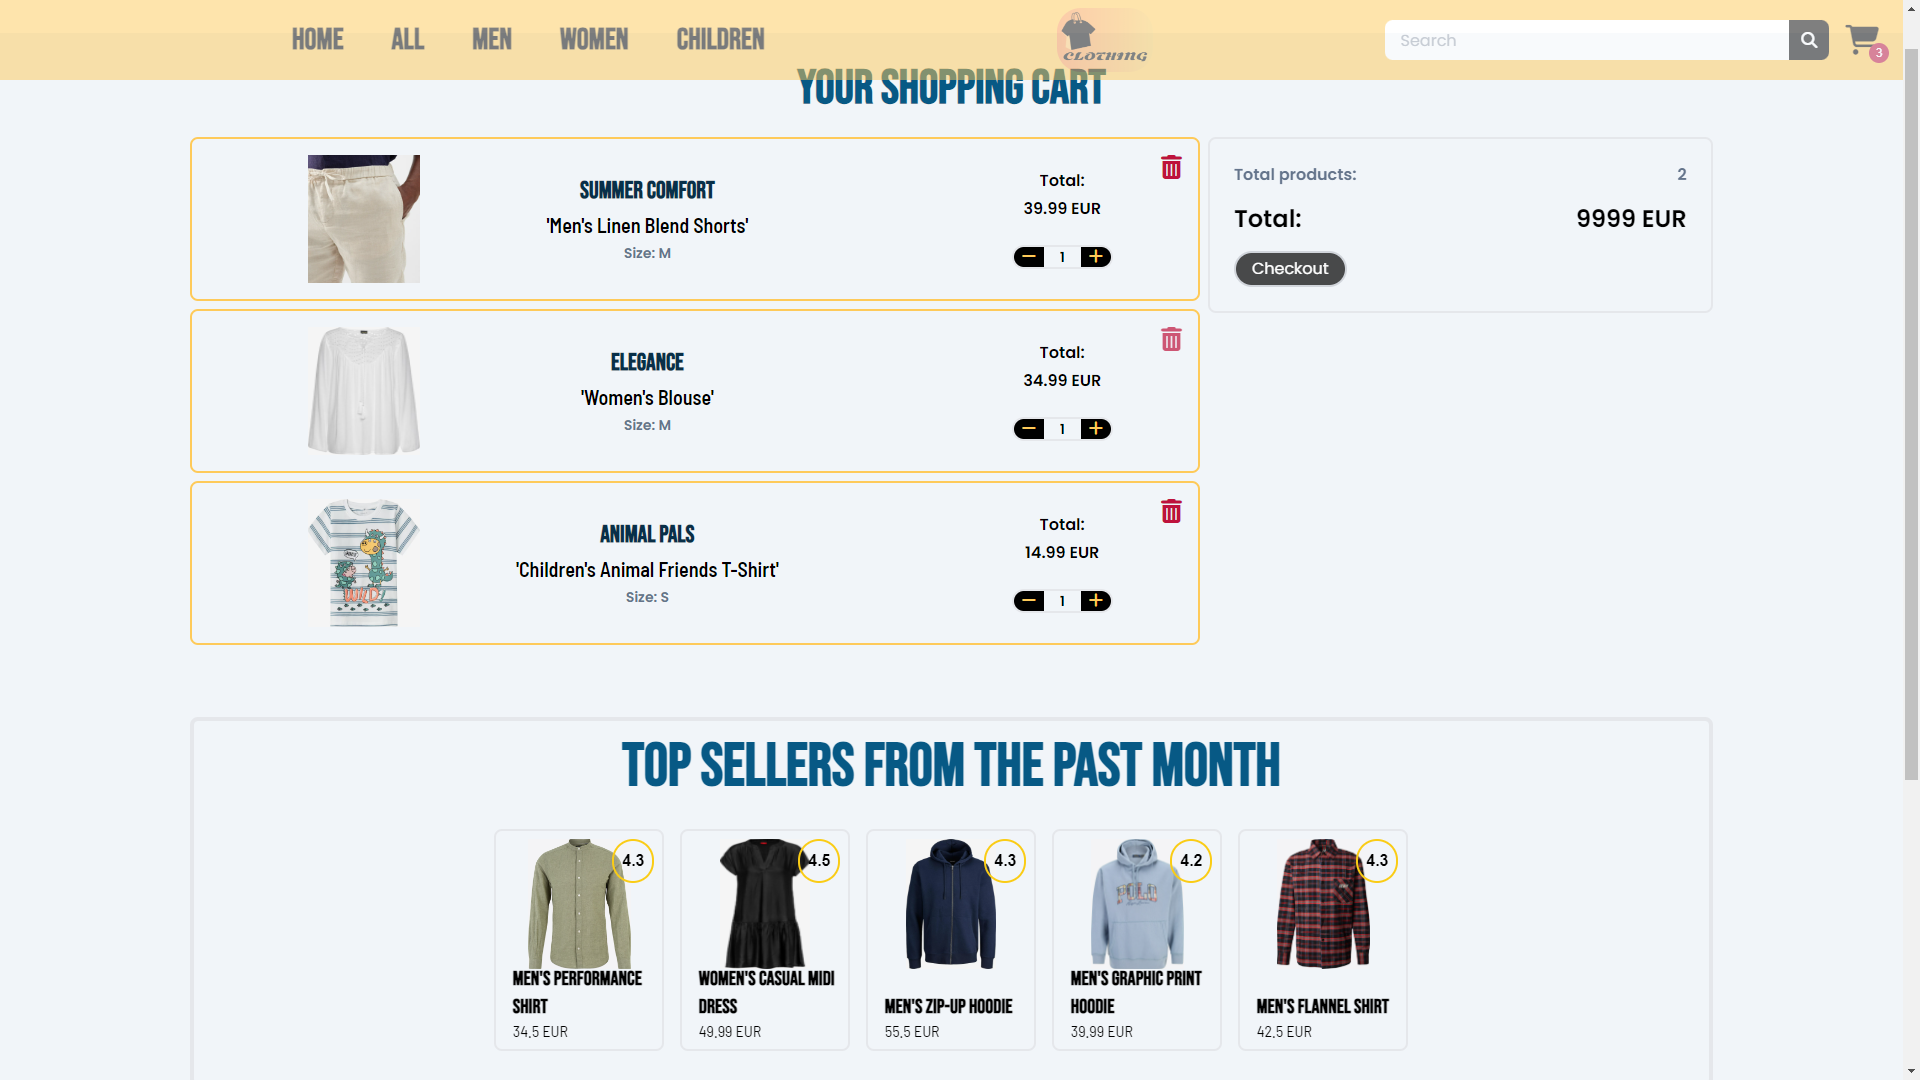 HOME
ALL
MEN
WOMEN
CHILDREN
CLOTHING
Search
3
YOUR SHOPPING CART
SUMMER COMFORT
'Men's Linen Blend Shorts'
Size: M
Total:
39.99 EUR
1
ELEGANCE
'Women's Blouse'
Size: M
Total:
34.99 EUR
1
ANIMAL PALS
'Children's Animal Friends T-Shirt'
Size: S
Total:
14.99 EUR
1
WILD!
Total products:
2
Total:
9999 EUR
Checkout
TOP SELLERS FROM THE PAST MONTH
4.3
MEN'S PERFORMANCE
SHIRT
34.5 EUR
4.5
WOMEN'S CASUAL MIDI
DRESS
49.99 EUR
4.3
MEN'S ZIP-UP HOODIE
55.5 EUR
4.2
POLO
MEN'S GRAPHIC PRINT
HOODIE
39.99 EUR
4.3
MEN'S FLANNEL SHIRT
42.5 EUR